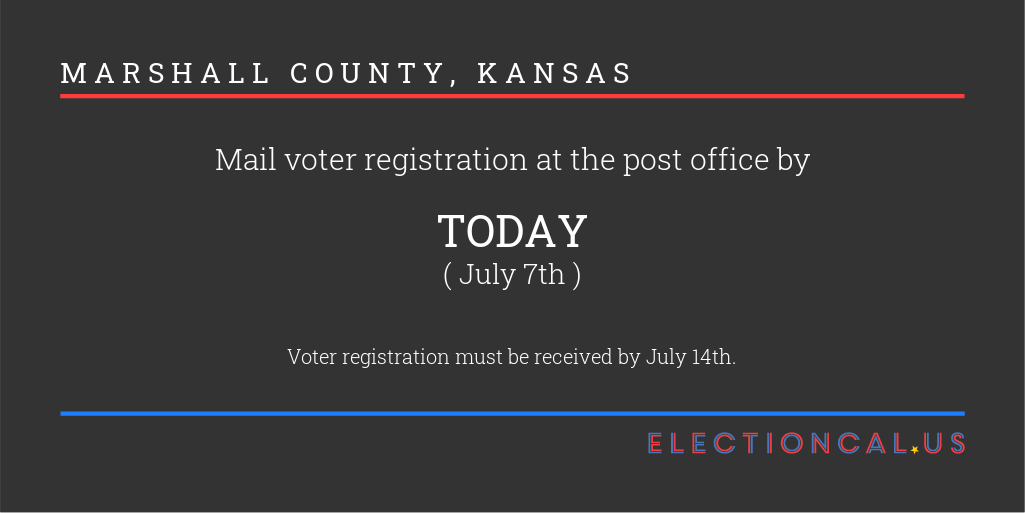 MARSHALL COUNTY, KANSAS
Mail voter registration at the post office by
TODAY
( July 7th )
Voter registration must be received by July 14th.
ELECTIONCAL.US